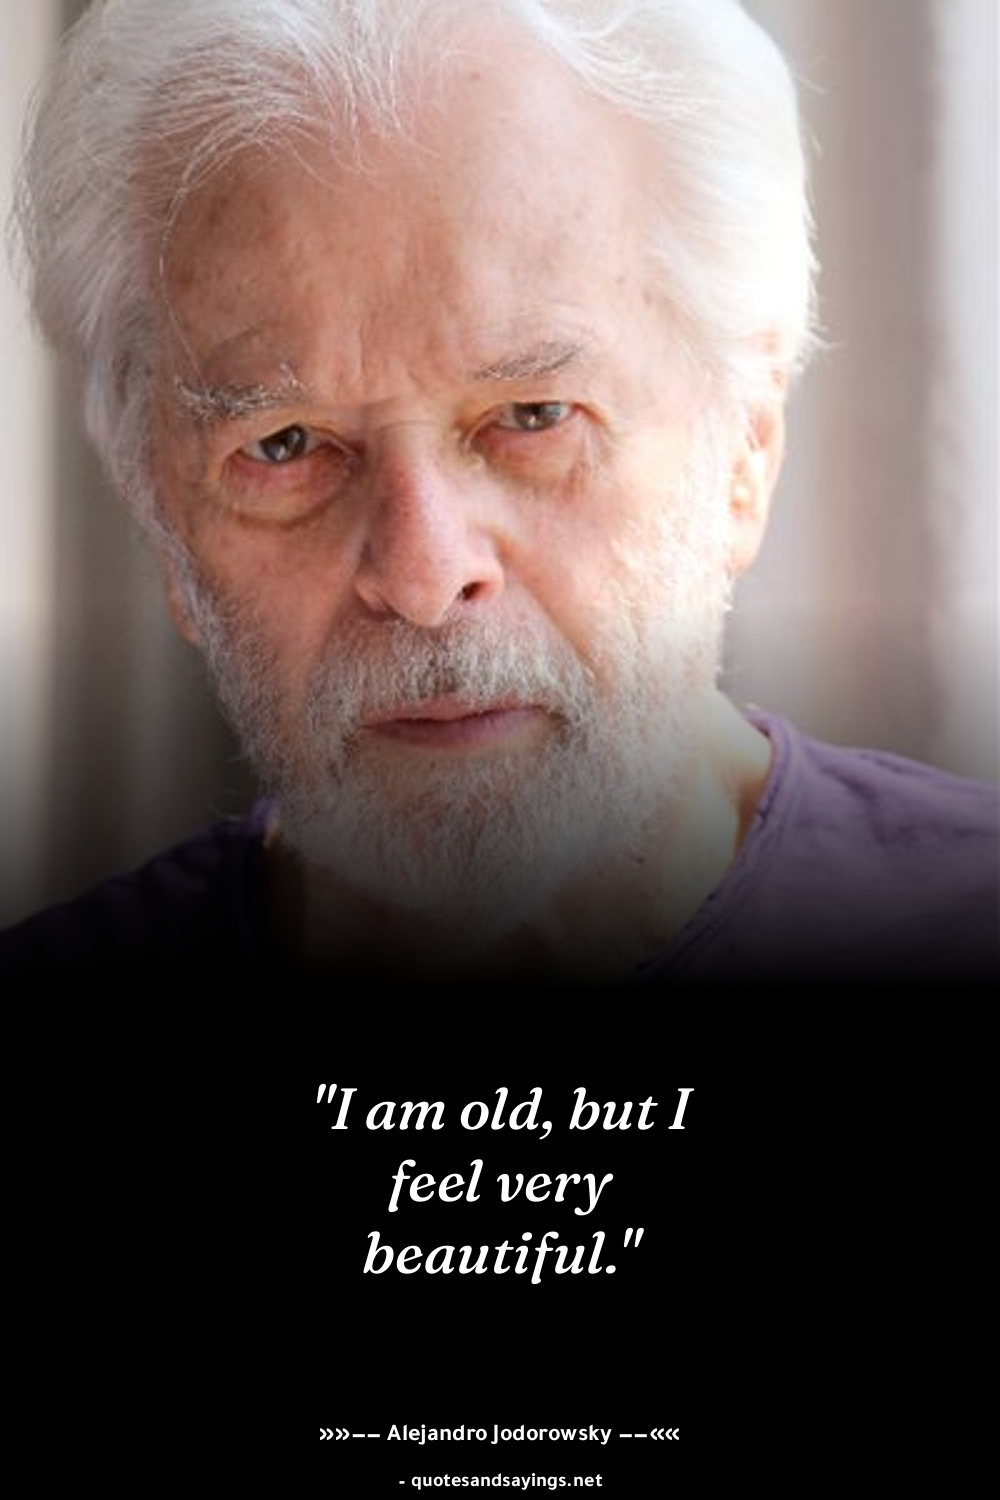 "I am old, but I
feel very
beautiful."
»»–– Alejandro Jodorowsky ––««
- quotesandsayings.net